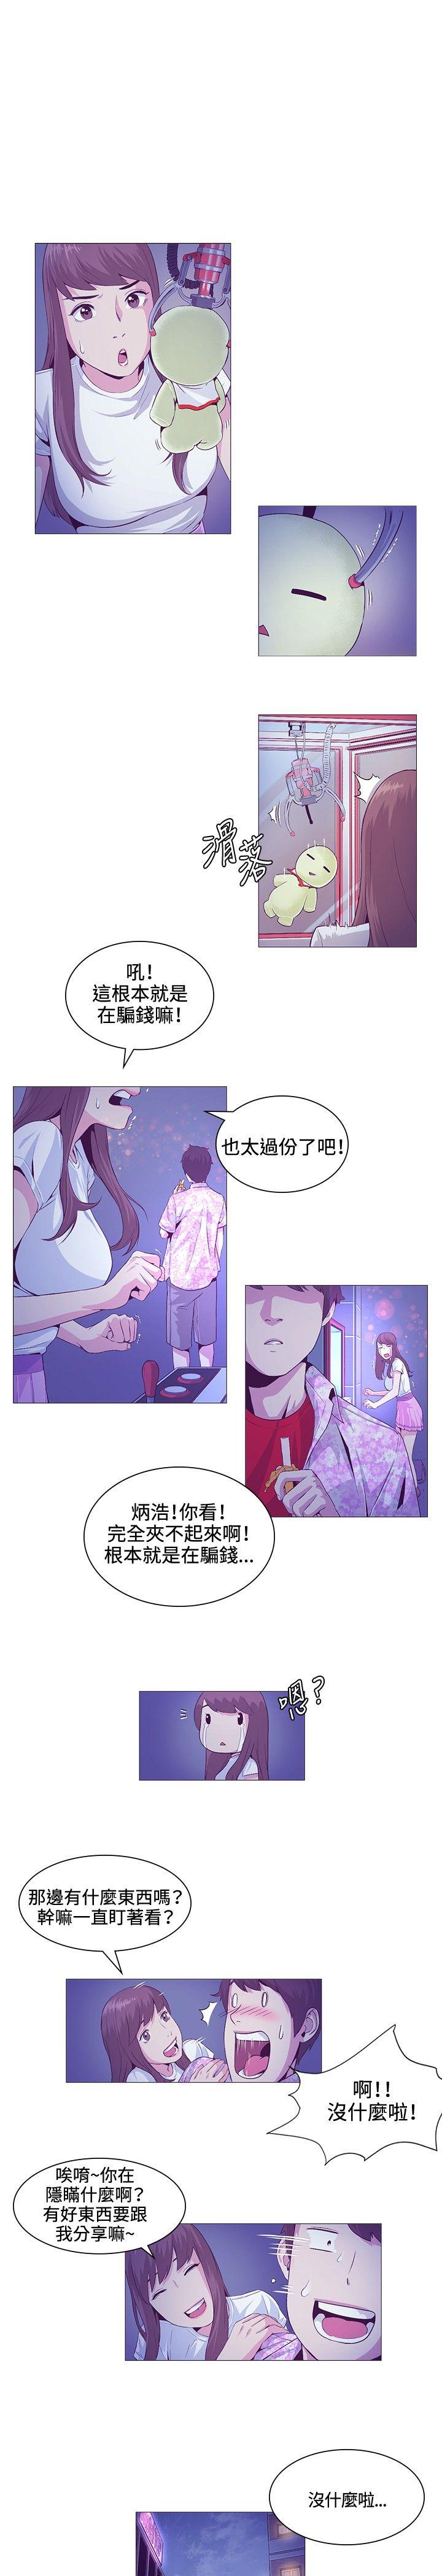 滑落
吼！
這根本就是
在騙錢嘛！
也太過份了吧！
炳浩！你看！
完全夾不起來啊！
根本就是在騙錢...
嗯？
那邊有什麼東西嗎？
幹嘛一直盯著看？
啊！！
沒什麼啦！
唉唷~你在
隱瞞什麼啊？
有好東西要跟
我分享嘛~
沒什麼啦...